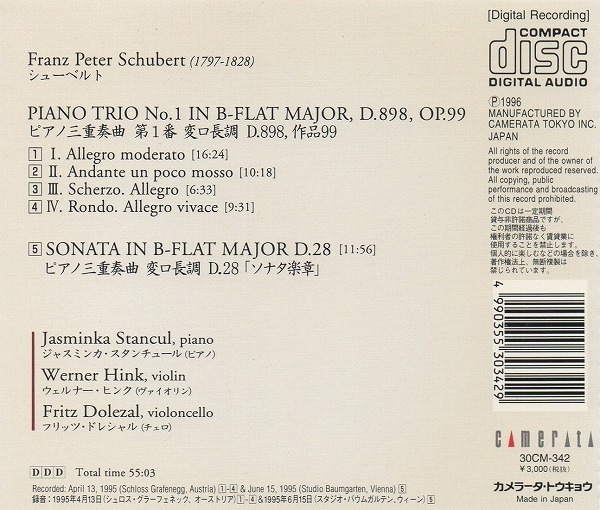 Franz Peter Schubert (1797-1828)
シューベルト
PIANO TRIO No.1 IN B-FLAT MAJOR, D.898, OP.99
ピアノ三重奏曲 第1番 変ロ長調 D.898, 作品99
1 I. Allegro moderato [16:24]
2 II. Andante un poco mosso [10:18]
3 III. Scherzo. Allegro [6:33]
4 IV. Rondo. Allegro vivace [9:31]
5 SONATA IN B-FLAT MAJOR D.28 [11:56]
ピアノ三重奏曲 変ロ長調 D.28「ソナタ楽章」
Jasminka Stancul, piano
ジャスミンカ・スタンチュール(ピアノ)
Werner Hink, violin
ウェルナー・ヒンク(ヴァイオリン)
Fritz Dolezal, violoncello
フリッツ・ドレシャル(チェロ)
DDD Total time 55:03
Recorded: April 13, 1995 (Schloss Grafenegg, Austria) 1-4 & June 15, 1995 (Studio Baumgarten, Vienna) 5
録音:1995年4月13日(シュロス・グラーフェネック、オーストリア) 1-4 &1995年6月15日(スタジオ・バウムガルテン、ウィーン) 5
[Digital Recording]
COMPACT
disc
DIGITAL AUDIO
Ⓟ 1996
MANUFACTURED BY
CAMERATA TOKYO INC.
JAPAN
All rights of the record
producer and of the owner of
the work reproduced reserved.
All copying, public
performance and broadcasting
of this record prohibited.
このCDは一定期間
貸与非許諾商品ですが、
この期間経過後も
権利者の許諾なく賃貸業に
使用することを禁止します。
個人的に楽しむなどの場合を除き、
著作権法上、無断複製は
禁じられています。
4 990355 303429
camerata
30CM-342
¥3,000(税抜)
カメラータ・トウキョウ
Made in Japan